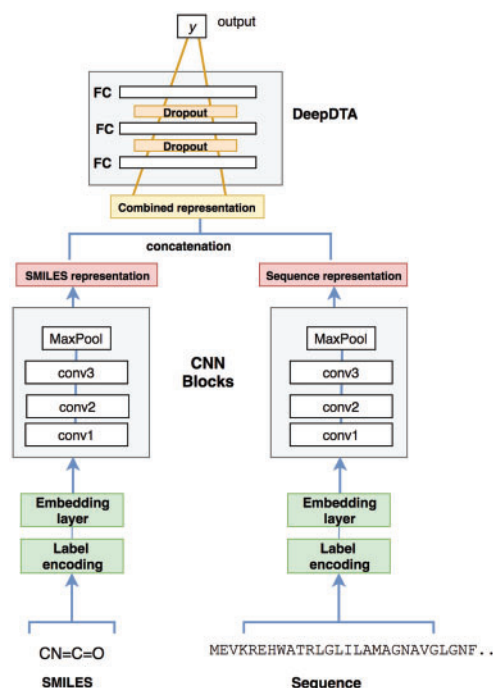 y
output
FC
Dropout
DeepDTA
FC
Dropout
FC
Combined representation
concatenation
SMILES representation
Sequence representation
MaxPool
MaxPool
CNN
Blocks
conv3
conv3
conv2
conv2
conv1
conv1
Embedding
layer
Embedding
layer
Label
encoding
Label
encoding
CN=C=O
MEVKREHWATRLGLILAMAGNAVGLGNF..
SMILES
Sequence